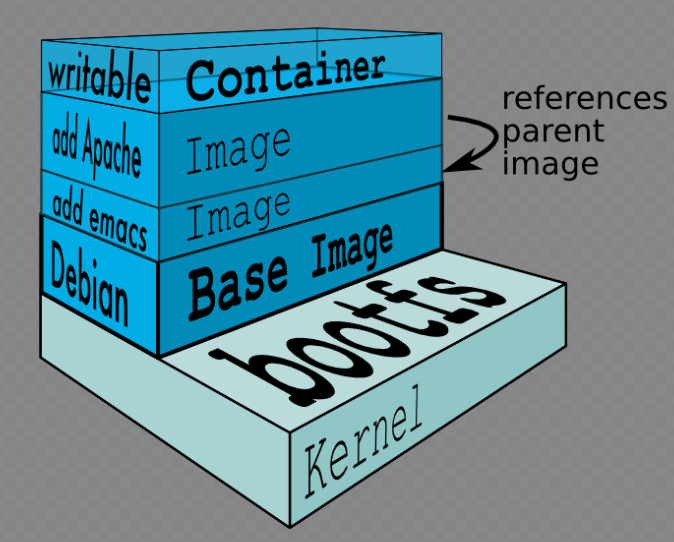 writable Container
add Apache Image
add emacs Image
Debian Base Image
bootfs
Kernel
references
parent
image